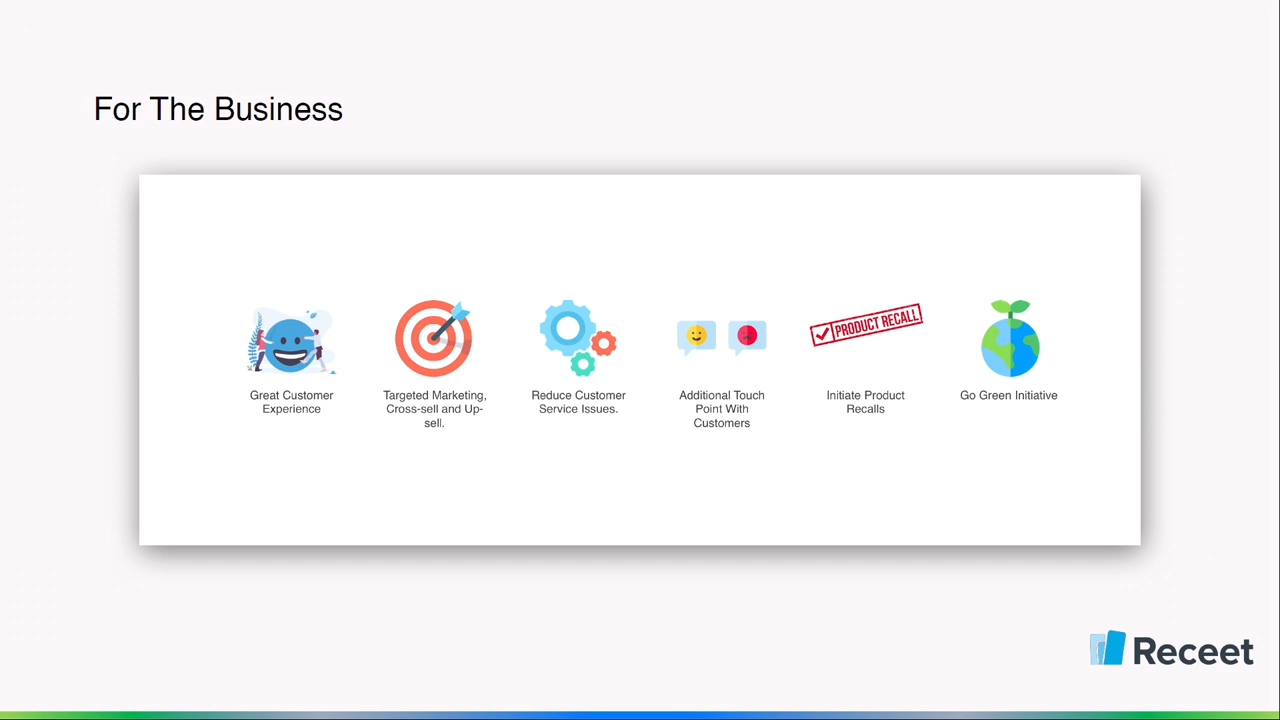 For The Business
Great Customer
Experience
Targeted Marketing,
Cross-sell and Up-
sell.
Reduce Customer
Service Issues.
Additional Touch
Point With
Customers
PRODUCT RECALL
Initiate Product
Recalls
Go Green Initiative
Receet